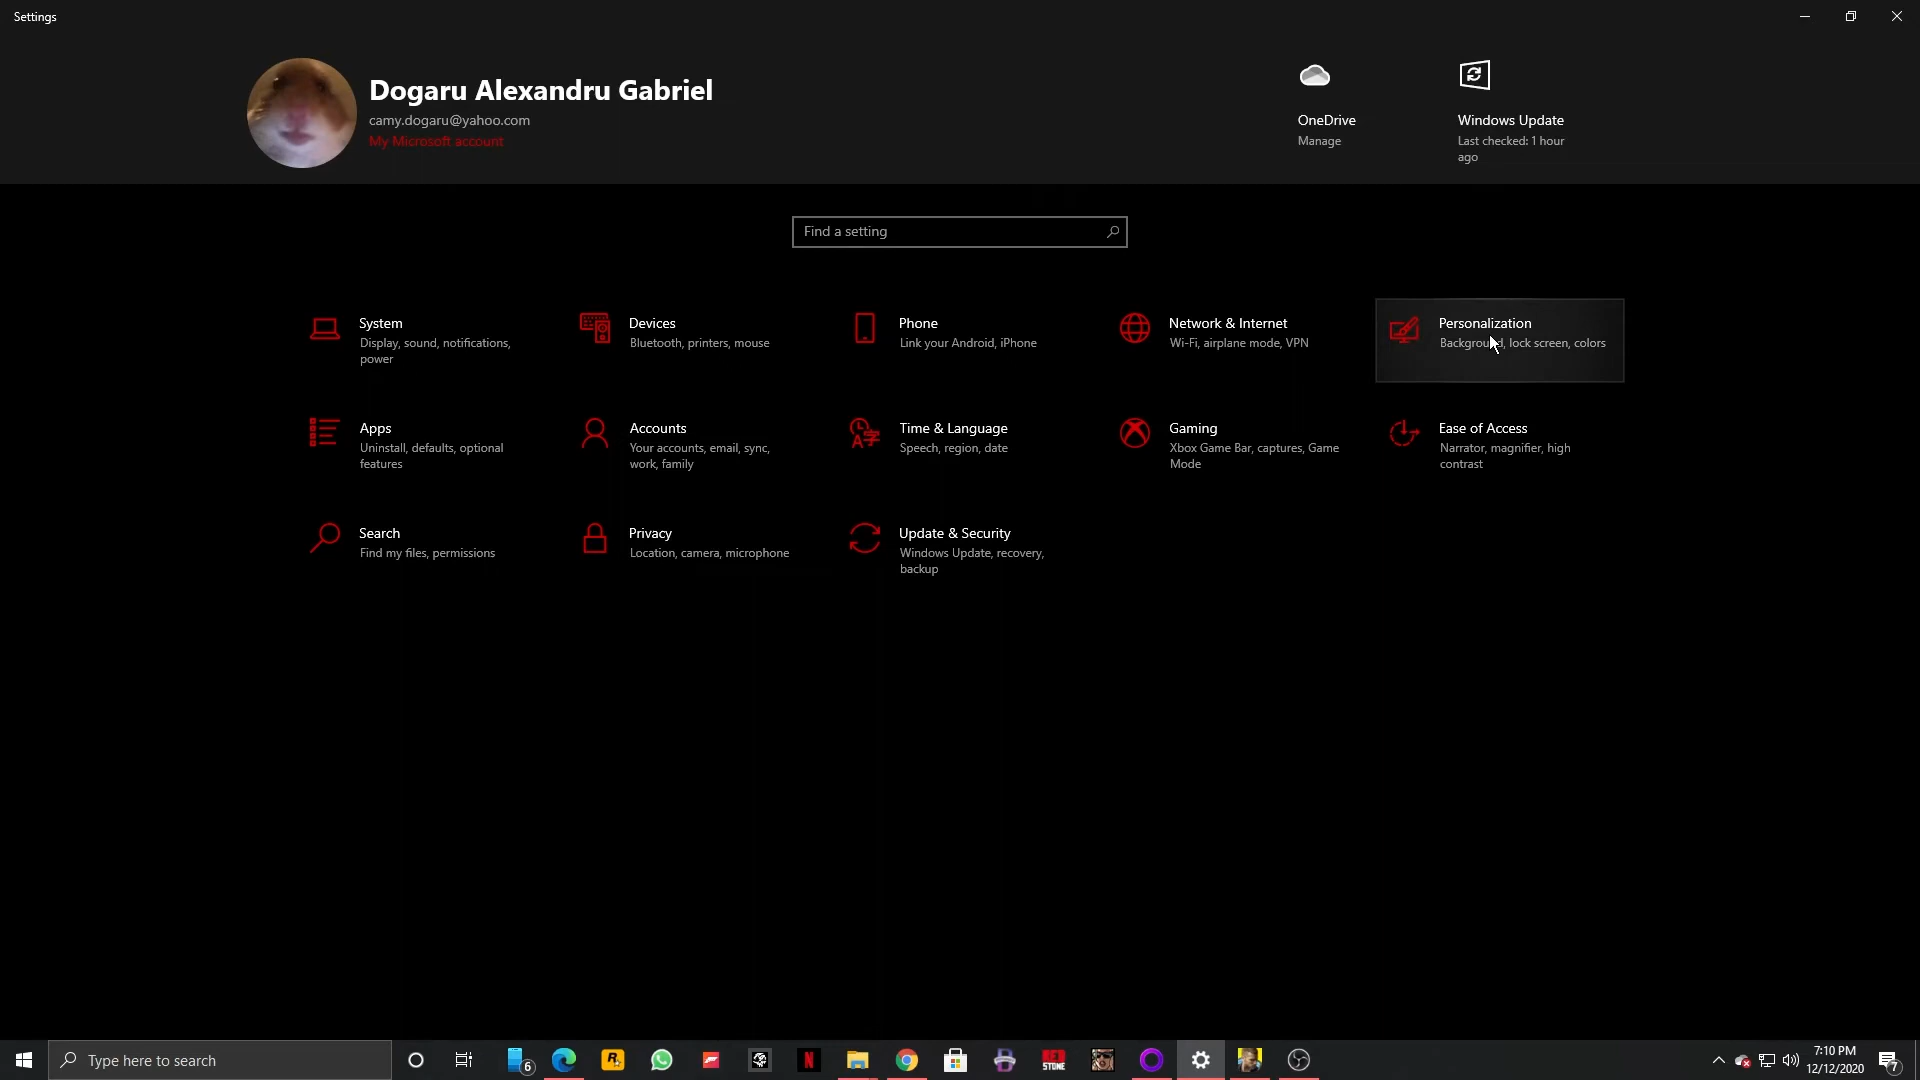 Settings
Dogaru Alexandru Gabriel
camy.dogaru@yahoo.com
My Microsoft account
OneDrive
Manage
Windows Update
Last checked: 1 hour
ago
Find a setting
System
Display, sound, notifications,
power
Devices
Bluetooth, printers, mouse
Phone
Link your Android, iPhone
Network & Internet
Wi-Fi, airplane mode, VPN
Personalization
Background, lock screen, colors
Apps
Uninstall, defaults, optional
features
Accounts
Your accounts, email, sync,
work, family
Time & Language
Speech, region, date
Gaming
Xbox Game Bar, captures, Game
Mode
Ease of Access
Narrator, magnifier, high
contrast
Search
Find my files, permissions
Privacy
Location, camera, microphone
Update & Security
Windows Update, recovery,
backup
Type here to search
6
RED
STONE
7:10 PM
12/12/2020
7